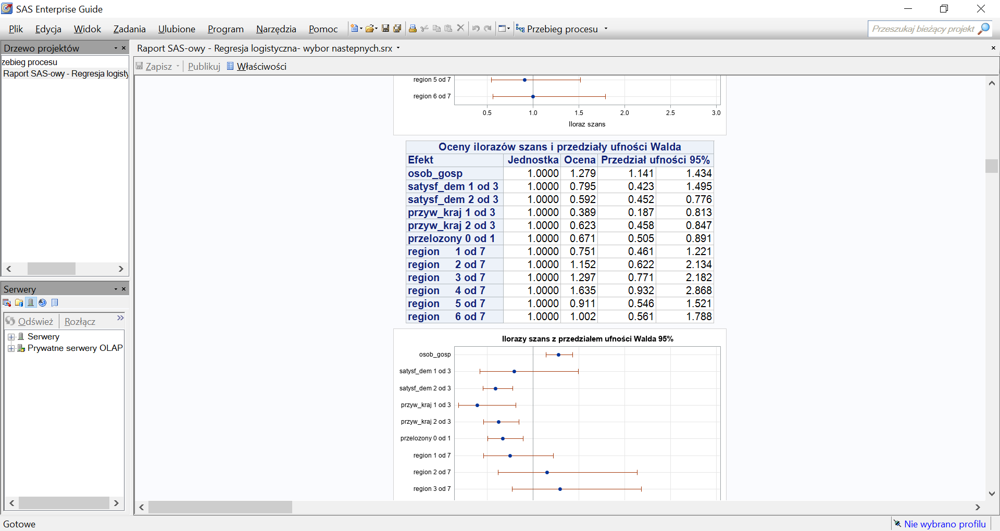 SAS Enterprise Guide
Plik Edycja Widok Zadania Ulubione Program Narzędzia Pomoc Przebieg procesu Przeszukaj bieżący projekt
Drzewo projektów
zebieg procesu
Raport SAS-owy - Regresja logisty
Raport SAS-owy - Regresja logistyczna- wybor nastepnych.srx
Zapisz Publikuj Właściwości
region 5 od 7
region 6 od 7
0.5 1.0 1.5 2.0 2.5 3.0
Iloraz szans
Oceny ilorazów szans i przedziały ufności Walda
Efekt Jednostka Ocena Przedział ufności 95%
osob_gosp 1.0000 1.279 1.141 1.434
satysf_dem 1 od 3 1.0000 0.795 0.423 1.495
satysf_dem 2 od 3 1.0000 0.592 0.452 0.776
przyw_kraj 1 od 3 1.0000 0.389 0.187 0.813
przyw_kraj 2 od 3 1.0000 0.623 0.458 0.847
przelozony 0 od 1 1.0000 0.671 0.505 0.891
region 1 od 7 1.0000 0.751 0.461 1.221
region 2 od 7 1.0000 1.152 0.622 2.134
region 3 od 7 1.0000 1.297 0.771 2.182
region 4 od 7 1.0000 1.635 0.932 2.868
region 5 od 7 1.0000 0.911 0.546 1.521
region 6 od 7 1.0000 1.002 0.561 1.788
Ilorazy szans z przedziałem ufności Walda 95%
osob_gosp
satysf_dem 1 od 3
satysf_dem 2 od 3
przyw_kraj 1 od 3
przyw_kraj 2 od 3
przelozony 0 od 1
region 1 od 7
region 2 od 7
region 3 od 7
Serwery
Odśwież Rozłącz
Serwery
Prywatne serwery OLAP
Gotowe
Nie wybrano profilu